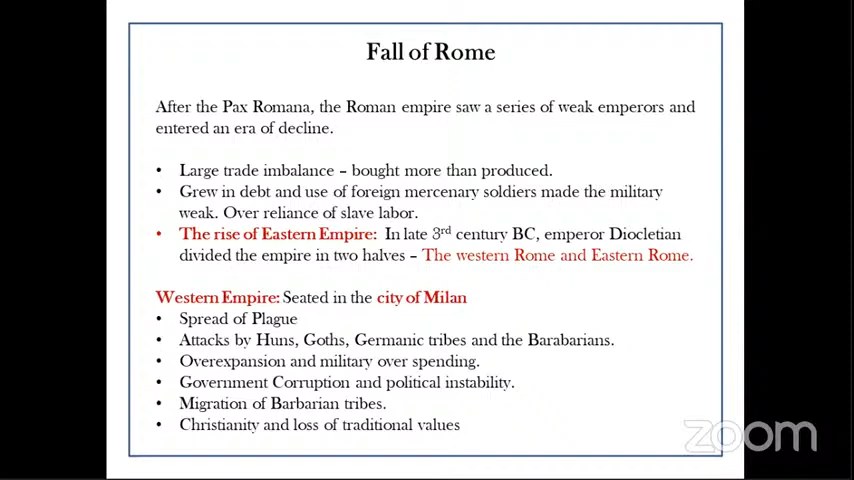 Fall of Rome
After the Pax Romana, the Roman empire saw a series of weak emperors and
entered an era of decline.
• Large trade imbalance – bought more than produced.
• Grew in debt and use of foreign mercenary soldiers made the military
weak. Over reliance of slave labor.
• The rise of Eastern Empire: In late 3rd century BC, emperor Diocletian
divided the empire in two halves – The western Rome and Eastern Rome.
Western Empire: Seated in the city of Milan
• Spread of Plague
• Attacks by Huns, Goths, Germanic tribes and the Barabarians.
• Overexpansion and military over spending.
• Government Corruption and political instability.
• Migration of Barbarian tribes.
• Christianity and loss of traditional values
zoom